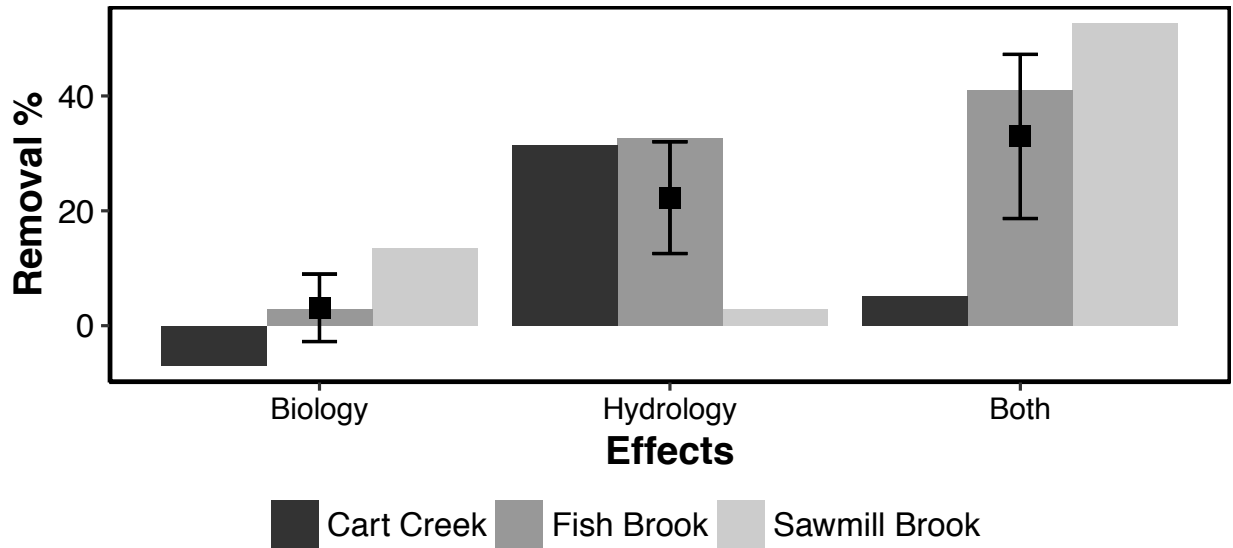 Removal %
40
20
0
Biology Hydrology Both
Effects
Cart Creek Fish Brook Sawmill Brook